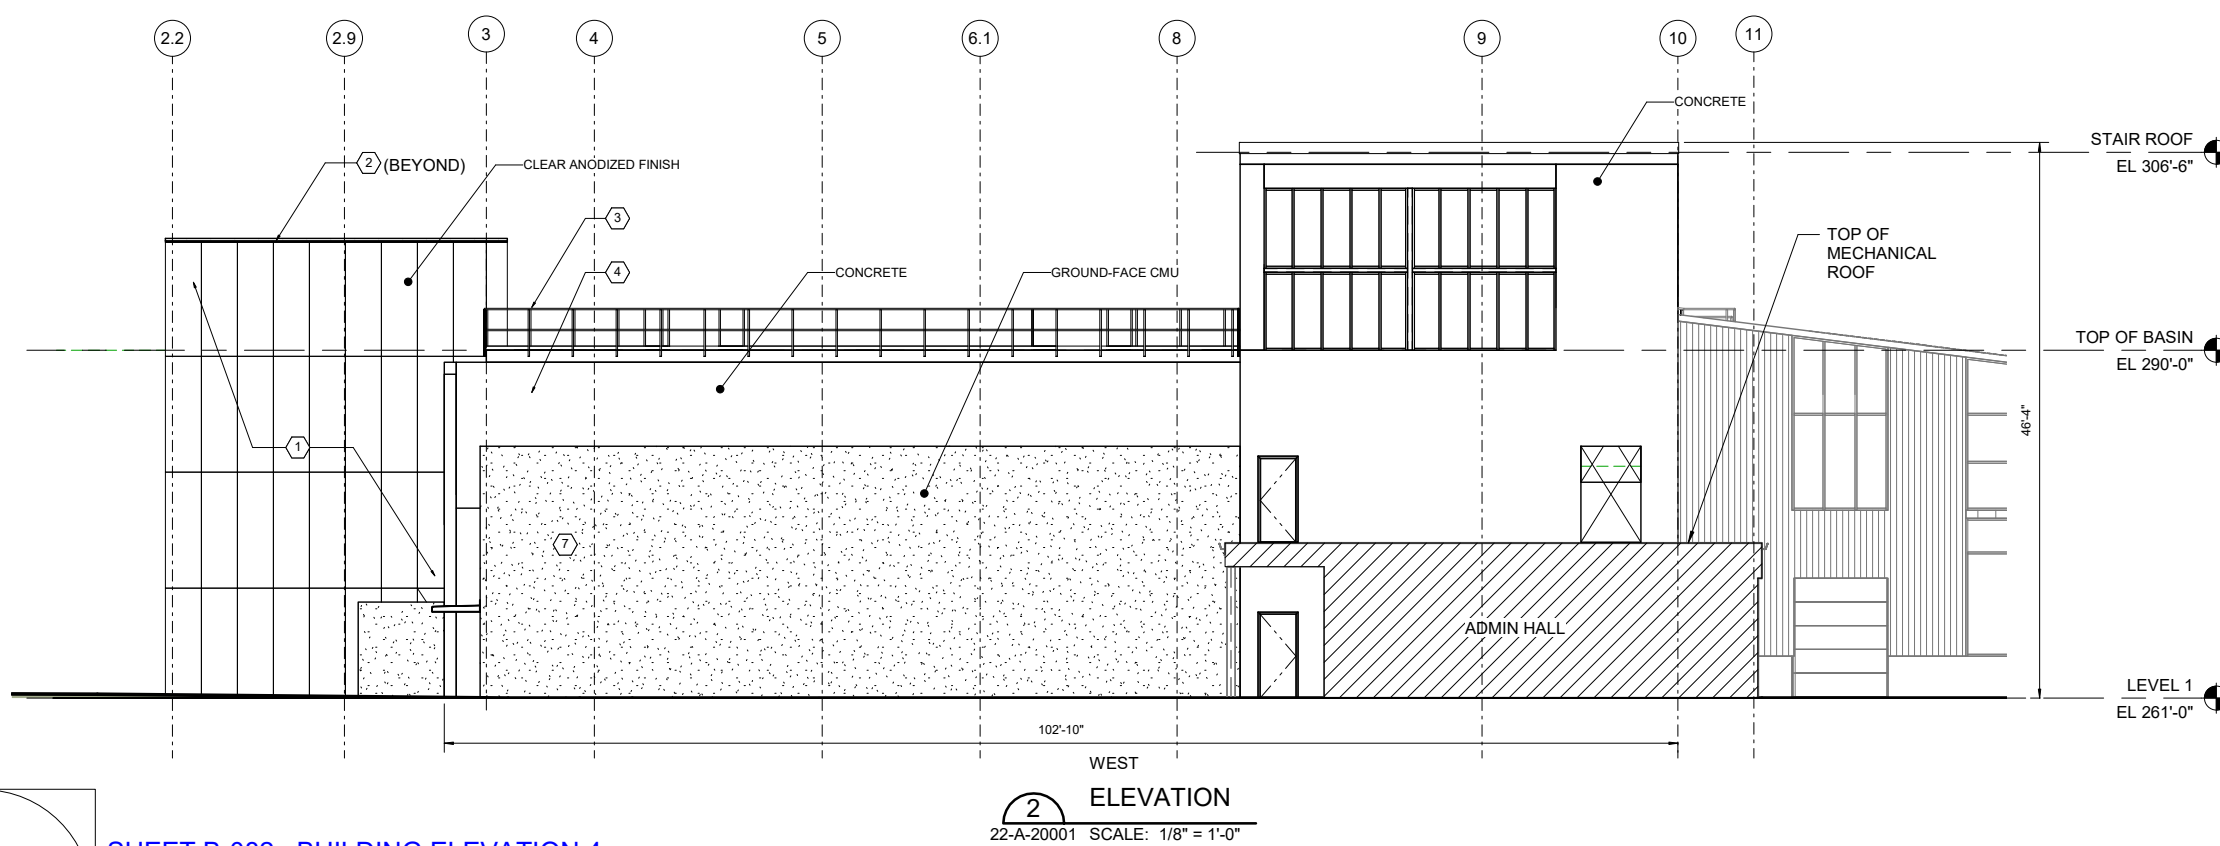 2.2 2.9 3 4 5 6.1 8 9 10 11
CONCRETE
STAIR ROOF
EL 306'-6"
2 (BEYOND)
CLEAR ANODIZED FINISH
3
TOP OF
MECHANICAL
ROOF
4
CONCRETE
GROUND-FACE CMU
TOP OF BASIN
EL 290'-0"
46'-4"
1
7
ADMIN HALL
LEVEL 1
EL 261'-0"
102'-10"
WEST
2 ELEVATION
22-A-20001 SCALE: 1/8" = 1'-0"
BUILDING ELEVATION 4